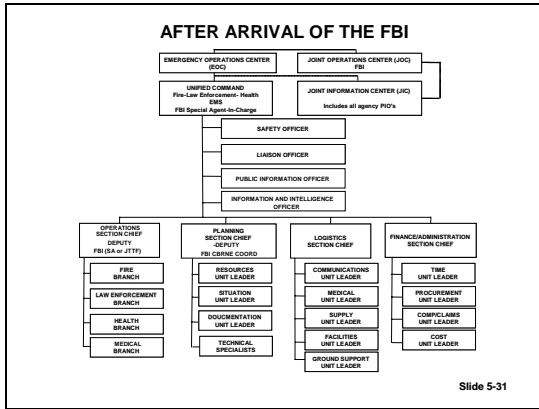 AFTER ARRIVAL OF THE FBI
EMERGENCY OPERATIONS CENTER
(EOC)
JOINT OPERATIONS CENTER (JOC)
FBI
UNIFIED COMMAND
Fire-Law Enforcement- Health
EMS
FBI Special Agent-In-Charge
JOINT INFORMATION CENTER (JIC)
Includes all agency PIO's
SAFETY OFFICER
LIAISON OFFICER
PUBLIC INFORMATION OFFICER
INFORMATION AND INTELLIGENCE
OFFICER
OPERATIONS
SECTION CHIEF
DEPUTY
FBI (SA or JTTF)
FIRE
BRANCH
LAW ENFORCEMENT
BRANCH
HEALTH
BRANCH
MEDICAL
BRANCH
PLANNING
SECTION CHIEF
-DEPUTY
FBI CBRNE COORD
RESOURCES
UNIT LEADER
SITUATION
UNIT LEADER
DOUCMENTATION
UNIT LEADER
TECHNICAL
SPECIALISTS
LOGISTICS
SECTION CHIEF
COMMUNICATIONS
UNIT LEADER
MEDICAL
UNIT LEADER
SUPPLY
UNIT LEADER
FACILITIES
UNIT LEADER
GROUND SUPPORT
UNIT LEADER
FINANCE/ADMINISTRATION
SECTION CHIEF
TIME
UNIT LEADER
PROCUREMENT
UNIT LEADER
COMP/CLAIMS
UNIT LEADER
COST
UNIT LEADER
Slide 5-31